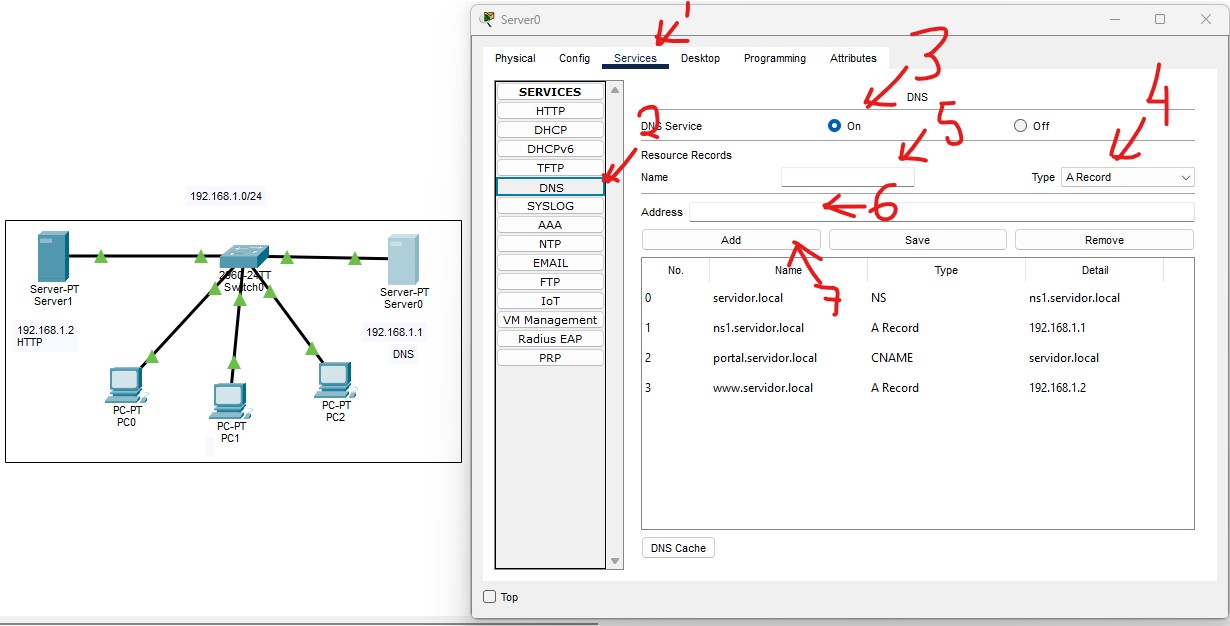 192.168.1.0/24
Server-PT
Server1
192.168.1.2
HTTP
2960-24TT
Switch0
Server-PT
Server0
192.168.1.1
DNS
PC-PT
PC0
PC-PT
PC1
PC-PT
PC2
Server0
1
Physical Config Services Desktop Programming Attributes
SERVICES
HTTP
DHCP
DHCPv6
TFTP
DNS
SYSLOG
AAA
NTP
EMAIL
FTP
IoT
VM Management
Radius EAP
PRP
2
3
DNS
4
DNS Service On Off
5
Resource Records
Name Type A Record
6
Address
Add Save Remove
7
No. Name Type Detail
0 servidor.local NS ns1.servidor.local
1 ns1.servidor.local A Record 192.168.1.1
2 portal.servidor.local CNAME servidor.local
3 www.servidor.local A Record 192.168.1.2
DNS Cache
Top